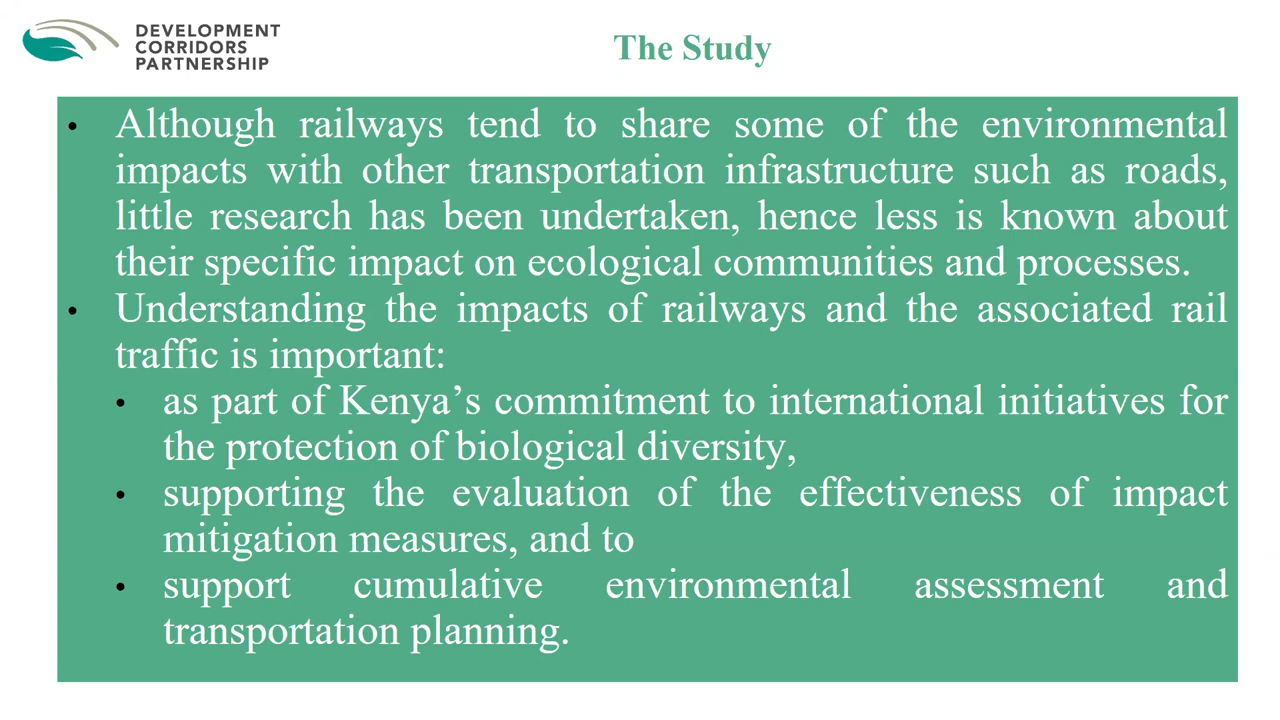 DEVELOPMENT
CORRIDORS
PARTNERSHIP
The Study
• Although railways tend to share some of the environmental
impacts with other transportation infrastructure such as roads,
little research has been undertaken, hence less is known about
their specific impact on ecological communities and processes.
• Understanding the impacts of railways and the associated rail
traffic is important:
• as part of Kenya’s commitment to international initiatives for
the protection of biological diversity,
• supporting the evaluation of the effectiveness of impact
mitigation measures, and to
• support cumulative environmental assessment and
transportation planning.